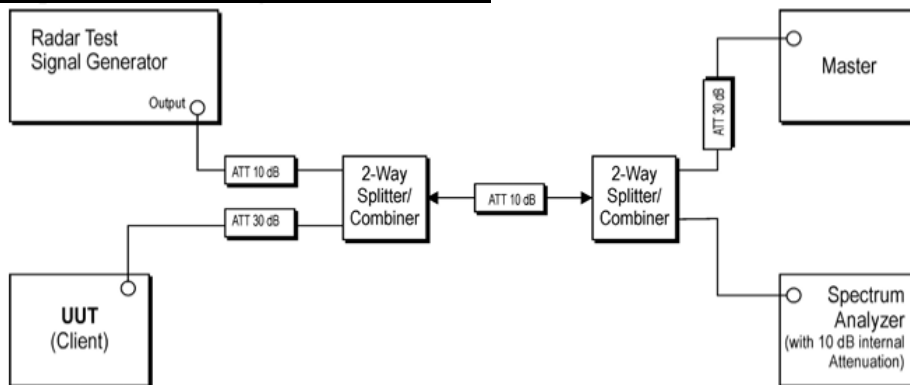 Radar Test
Signal Generator
Output
ATT 10 dB
2-Way
Splitter/
Combiner
ATT 30 dB
UUT
(Client)
ATT 10 dB
2-Way
Splitter/
Combiner
ATT 30 dB
Master
Spectrum
Analyzer
(with 10 dB internal
Attenuation)